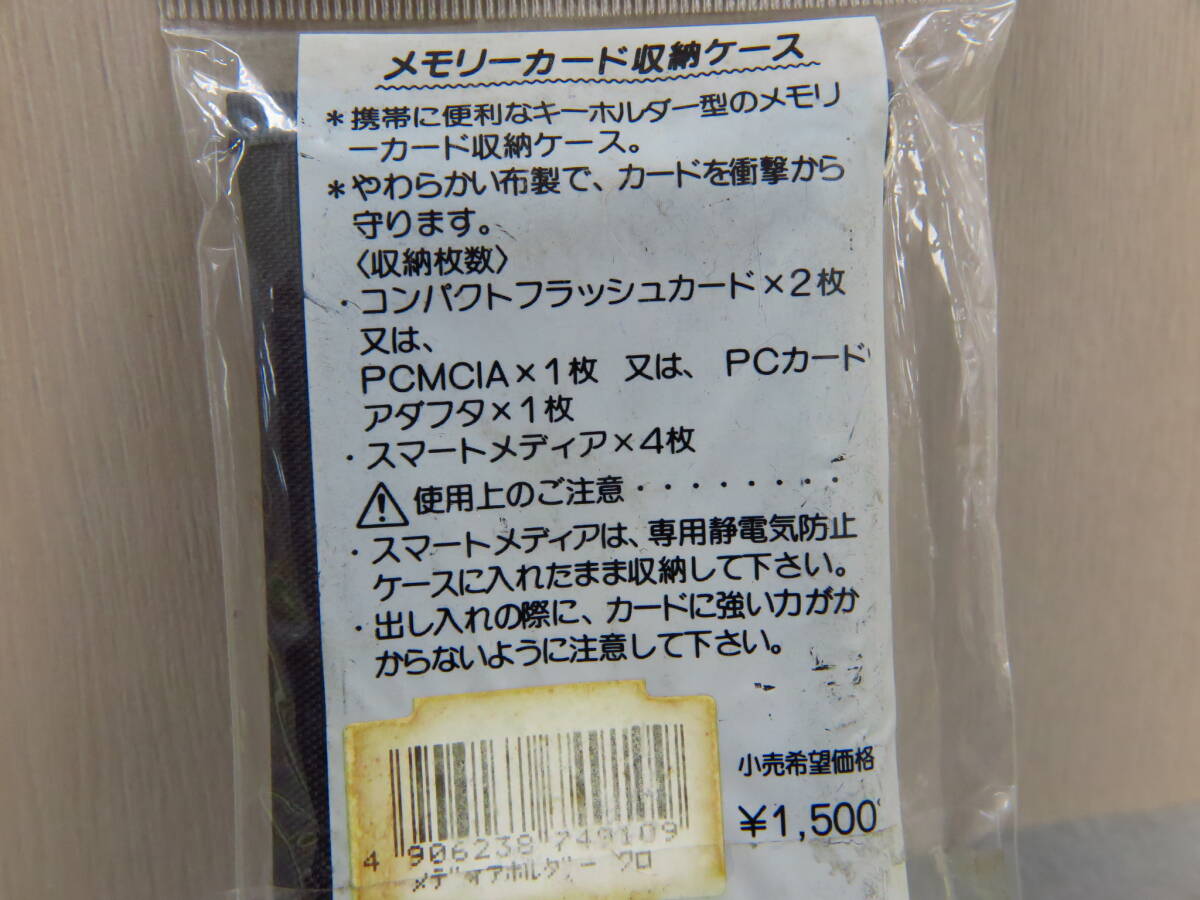 メモリーカード収納ケース
*携帯に便利なキーホルダー型のメモリ
ーカード収納ケース。
*やわらかい布製で、カードを衝撃から
守ります。
〈収納枚数〉
・コンパクトフラッシュカード×2枚
又は、
PCMCIA×1枚 又は、PCカード
アダフタ×1枚
・スマートメディア×4枚
⚠使用上のご注意・・・・・・・・
・スマートメディアは、専用静電気防止
ケースに入れたまま収納して下さい。
・出し入れの際に、カードに強い力がか
からないように注意して下さい。
小売希望価格
¥1,500
4 906238 749109
メディアホルダー クロ